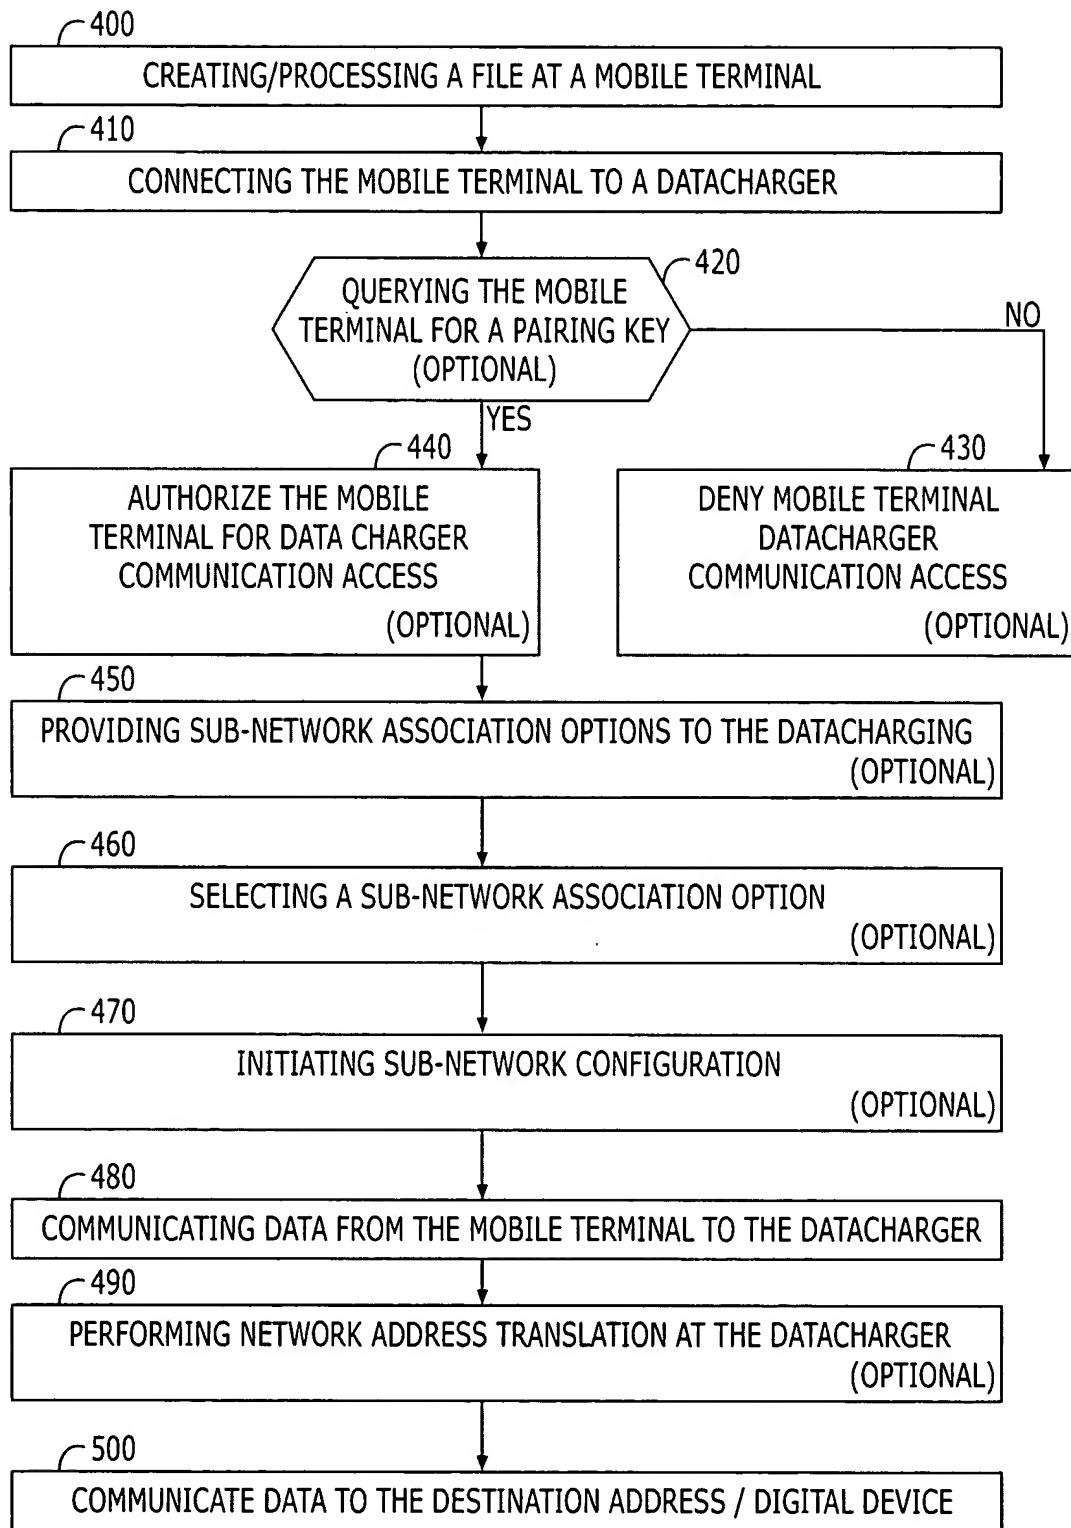 400
CREATING/PROCESSING A FILE AT A MOBILE TERMINAL
410
CONNECTING THE MOBILE TERMINAL TO A DATACHARGER
420
QUERYING THE MOBILE
TERMINAL FOR A PAIRING KEY
(OPTIONAL)
NO
YES
440
AUTHORIZE THE MOBILE
TERMINAL FOR DATA CHARGER
COMMUNICATION ACCESS
(OPTIONAL)
430
DENY MOBILE TERMINAL
DATACHARGER
COMMUNICATION ACCESS
(OPTIONAL)
450
PROVIDING SUB-NETWORK ASSOCIATION OPTIONS TO THE DATACHARGING
(OPTIONAL)
460
SELECTING A SUB-NETWORK ASSOCIATION OPTION
(OPTIONAL)
470
INITIATING SUB-NETWORK CONFIGURATION
(OPTIONAL)
480
COMMUNICATING DATA FROM THE MOBILE TERMINAL TO THE DATACHARGER
490
PERFORMING NETWORK ADDRESS TRANSLATION AT THE DATACHARGER
(OPTIONAL)
500
COMMUNICATE DATA TO THE DESTINATION ADDRESS / DIGITAL DEVICE